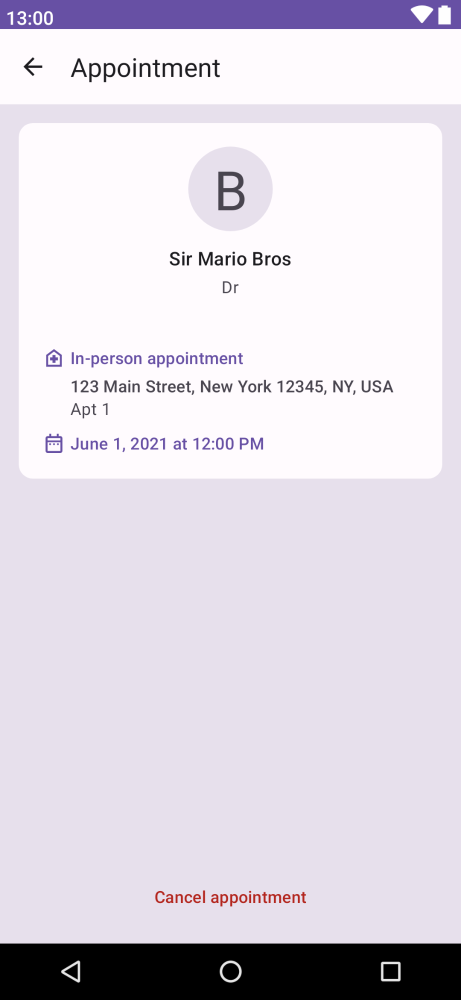 13:00
Appointment
B
Sir Mario Bros
Dr
In-person appointment
123 Main Street, New York 12345, NY, USA
Apt 1
June 1, 2021 at 12:00 PM
Cancel appointment